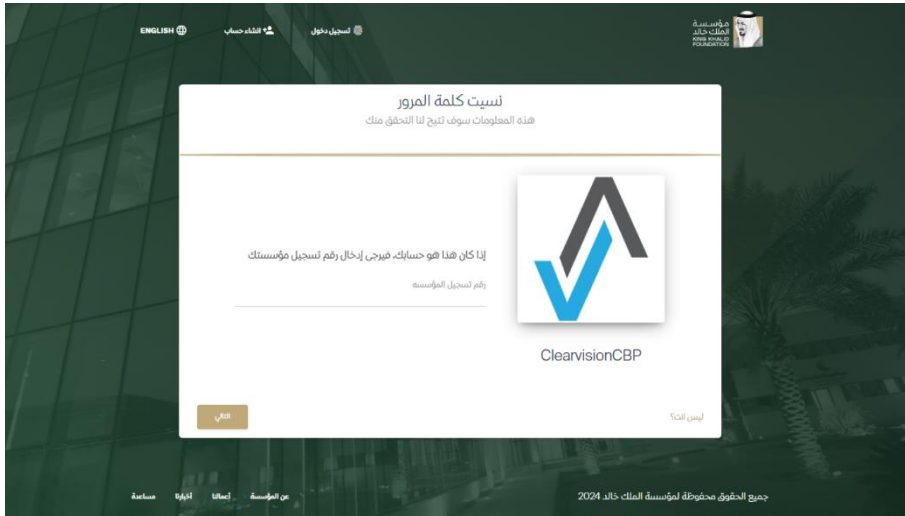 مؤسسة
الملك خالد
KING KHALID
FOUNDATION
تسجيل دخول
انشاء حساب
ENGLISH
نسيت كلمة المرور
هذه المعلومات سوف تتيح لنا التحقق منك
إذا كان هذا هو حسابك، فيرجى إدخال رقم تسجيل مؤسستك
رقم تسجيل المؤسسة
ClearvisionCBP
ليس انت؟
التالي
جميع الحقوق محفوظة لمؤسسة الملك خالد 2024
عن المؤسسة أعمالنا أخبارنا مساعدة